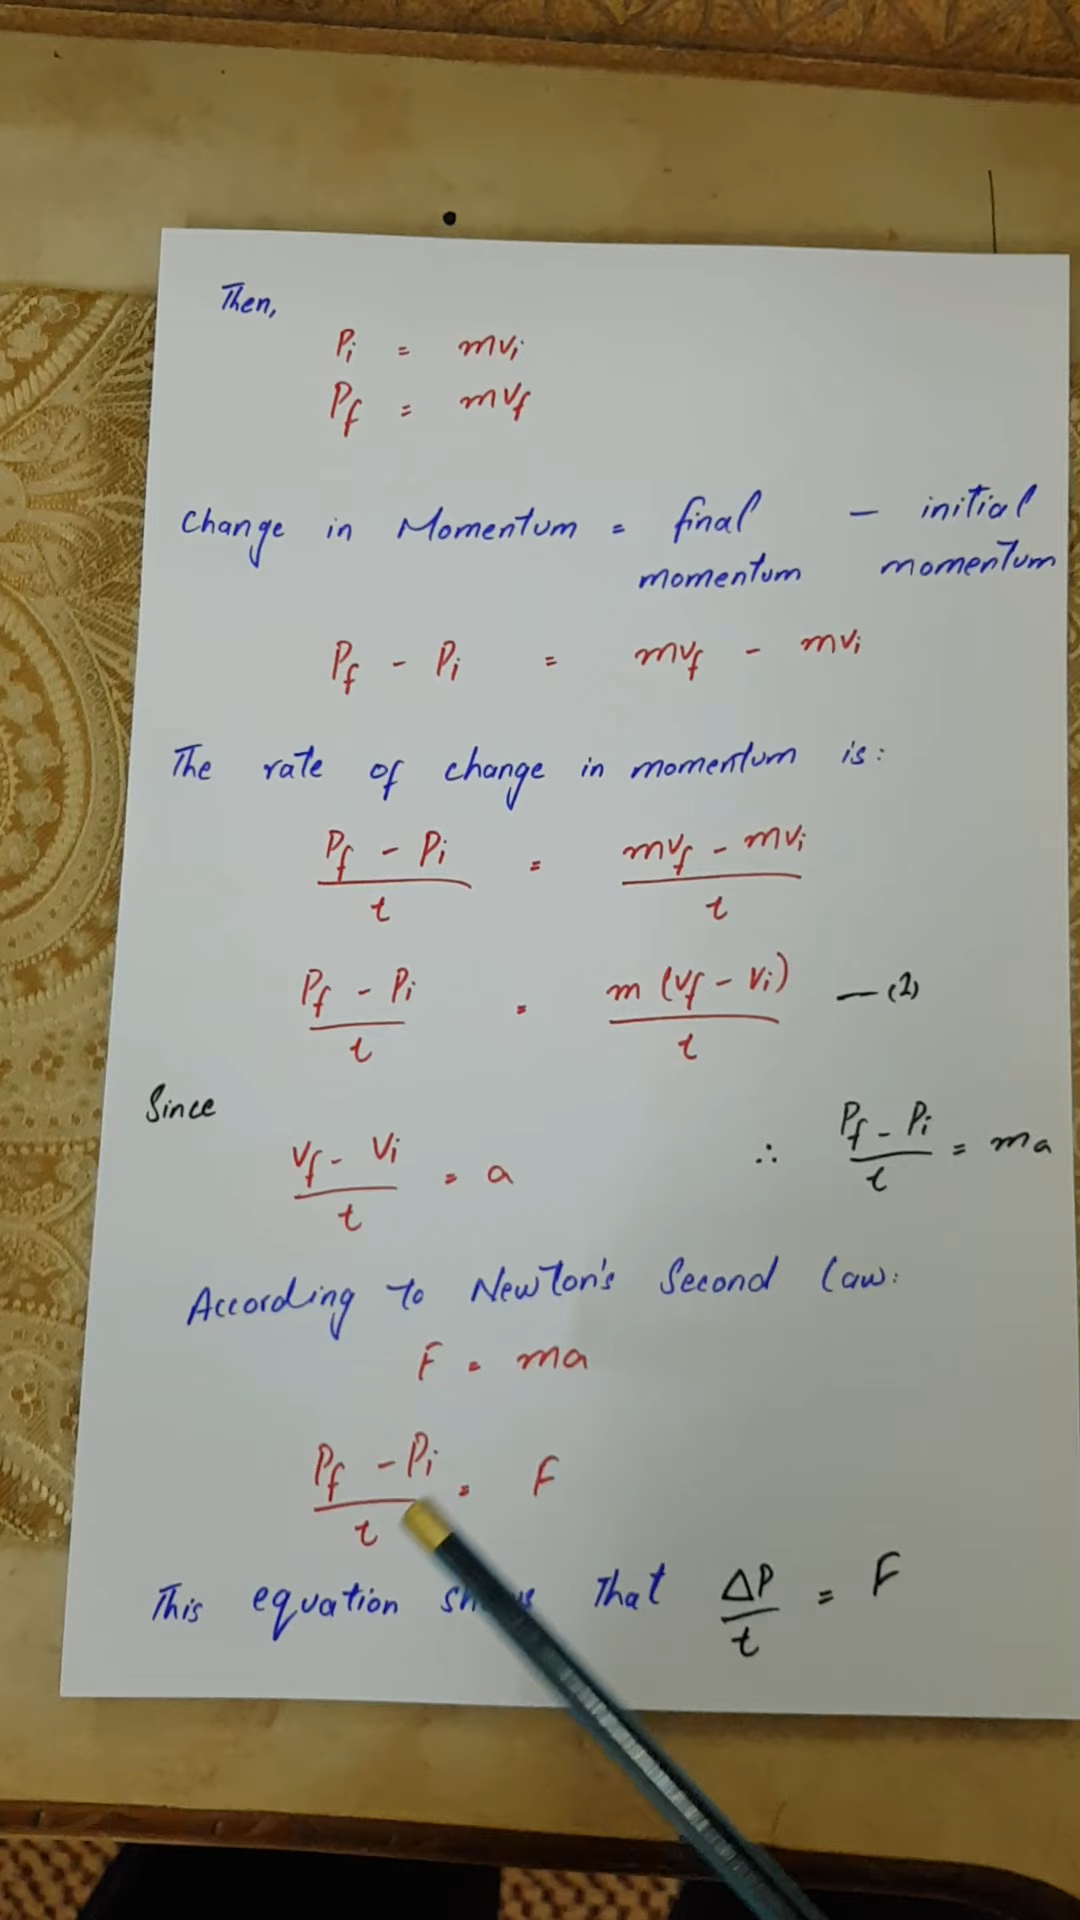 Then,
Pi = mvi
Pf = mvf
Change in Momentum = final momentum - initial momentum
Pf - Pi = mvf - mvi
The rate of change in momentum is:
Pf - Pi / t = mvf - mvi / t
Pf - Pi / t = m (vf - vi) / t —(2)
Since
vf - vi / t = a ∴ Pf - Pi / t = ma
According to Newton's Second Law:
F = ma
Pf - Pi / t = F
This equation that ΔP / t = F